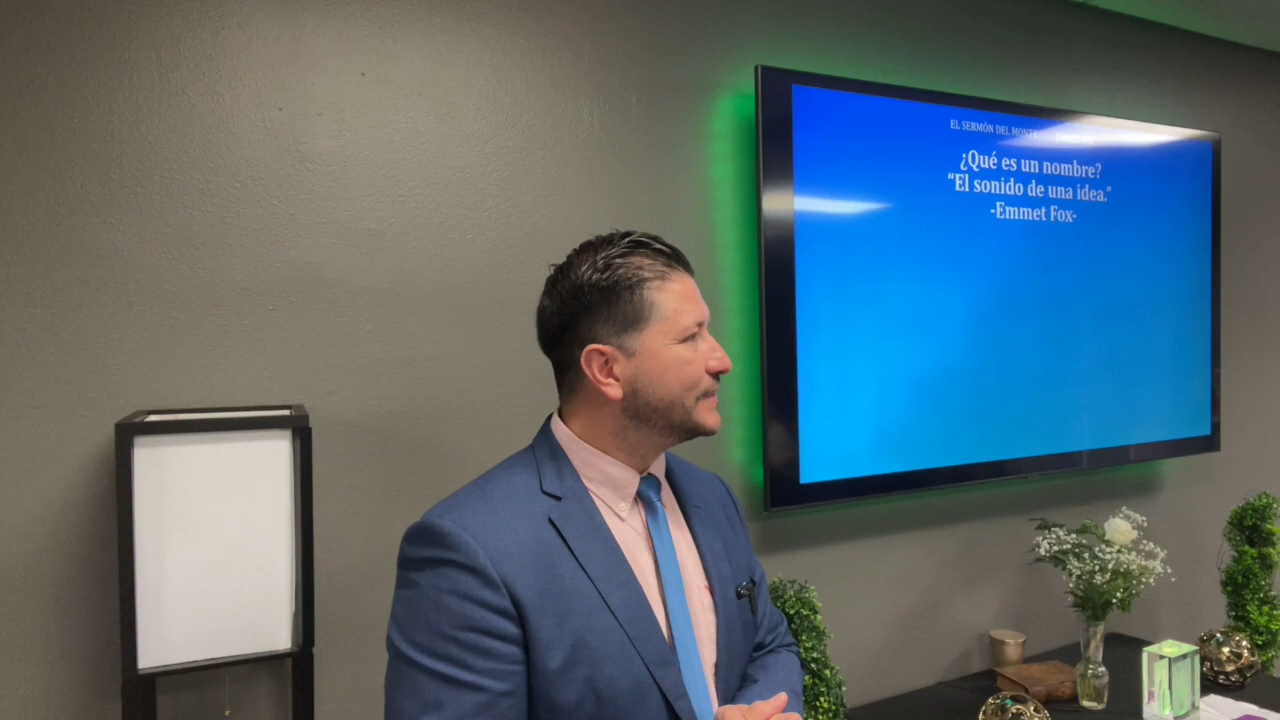 EL SERMÓN DEL MONTE
¿Qué es un nombre?
“El sonido de una idea.”
-Emmet Fox-